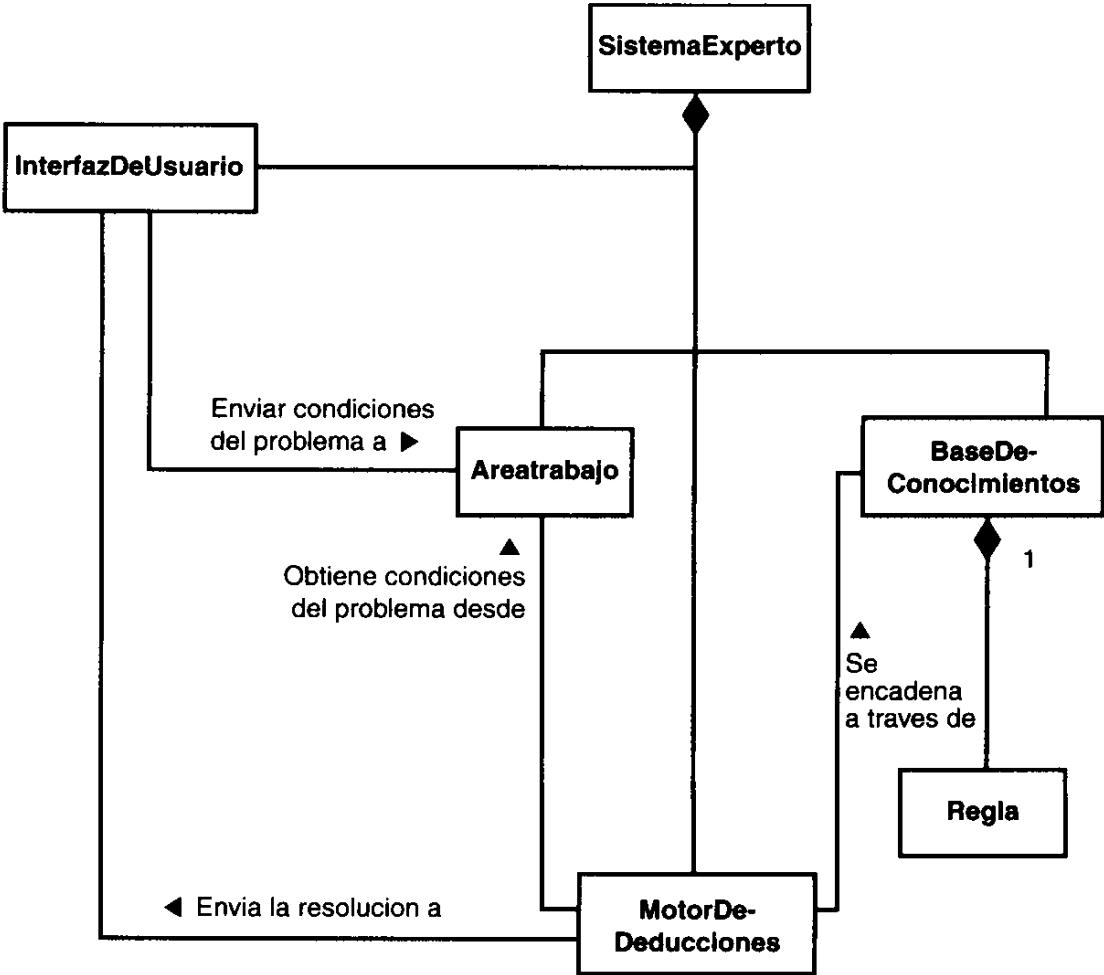 SistemaExperto
InterfazDeUsuario
Enviar condiciones
del problema a
Areatrabajo
BaseDe-
Conocimientos
1
Obtiene condiciones
del problema desde
Se
encadena
a traves de
Regla
Envia la resolucion a
MotorDe-
Deducciones